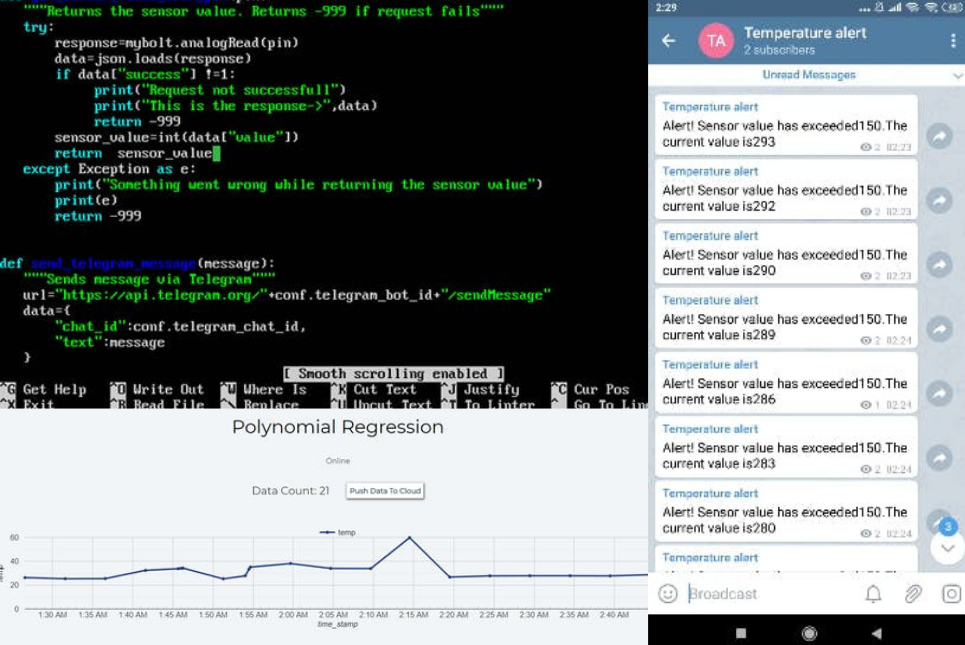 """Returns the sensor value. Returns -999 if request fails"""
try:
response=mybolt.analogRead(pin)
data=json.loads(response)
if data["success"] !=1:
print("Request not successfull")
print("This is the response->",data)
return -999
sensor_value=int(data["value"])
return sensor_value
except Exception as e:
print("Something went wrong while returning the sensor value")
print(e)
return -999
def send_telegram_message(message):
"""Sends message via Telegram"""
url="https://api.telegram.org/"+conf.telegram_bot_id+"/sendMessage"
data={
"chat_id":conf.telegram_chat_id,
"text":message
}
[ Smooth scrolling enabled ]
^G Get Help ^O Write Out ^W Where Is ^K Cut Text ^J Justify ^C Cur Pos
^X Exit ^R Read File ^\ Replace ^U Uncut Text ^T To Linter ^_ Go To Lin
Polynomial Regression
Online
Data Count: 21 Push Data To Cloud
temp
60
40
20
0
temp
1:30 AM 1:35 AM 1:40 AM 1:45 AM 1:50 AM 1:55 AM 2:00 AM 2:05 AM 2:10 AM 2:15 AM 2:20 AM 2:25 AM 2:30 AM 2:35 AM 2:40 AM
time_stamp
2:29
TA
Temperature alert
2 subscribers
Unread Messages
Temperature alert
Alert! Sensor value has exceeded150.The
current value is293
2 02:23
Temperature alert
Alert! Sensor value has exceeded150.The
current value is292
2 02:23
Temperature alert
Alert! Sensor value has exceeded150.The
current value is290
2 02:23
Temperature alert
Alert! Sensor value has exceeded150.The
current value is289
2 02:24
Temperature alert
Alert! Sensor value has exceeded150.The
current value is286
1 02:24
Temperature alert
Alert! Sensor value has exceeded150.The
current value is283
2 02:24
Temperature alert
Alert! Sensor value has exceeded150.The
current value is280
2 02:24
3
Temperature alert
Broadcast